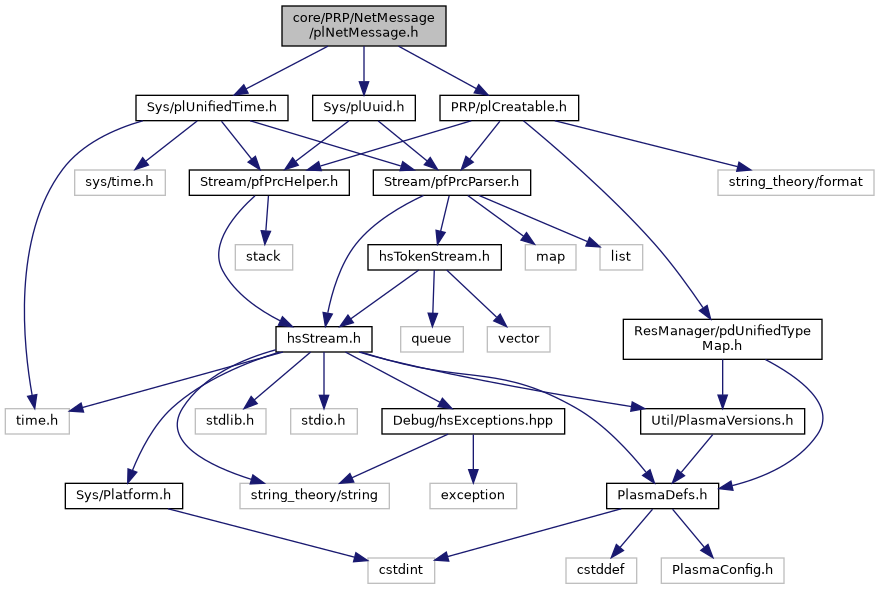 core/PRP/NetMessage
/plNetMessage.h
Sys/plUnifiedTime.h
Sys/plUuid.h
PRP/plCreatable.h
sys/time.h
Stream/pfPrcHelper.h
Stream/pfPrcParser.h
string_theory/format
stack
hsTokenStream.h
map
list
hsStream.h
queue
vector
ResManager/pdUnifiedType
Map.h
time.h
stdlib.h
stdio.h
Debug/hsExceptions.hpp
Util/PlasmaVersions.h
Sys/Platform.h
string_theory/string
exception
PlasmaDefs.h
cstdint
cstddef
PlasmaConfig.h